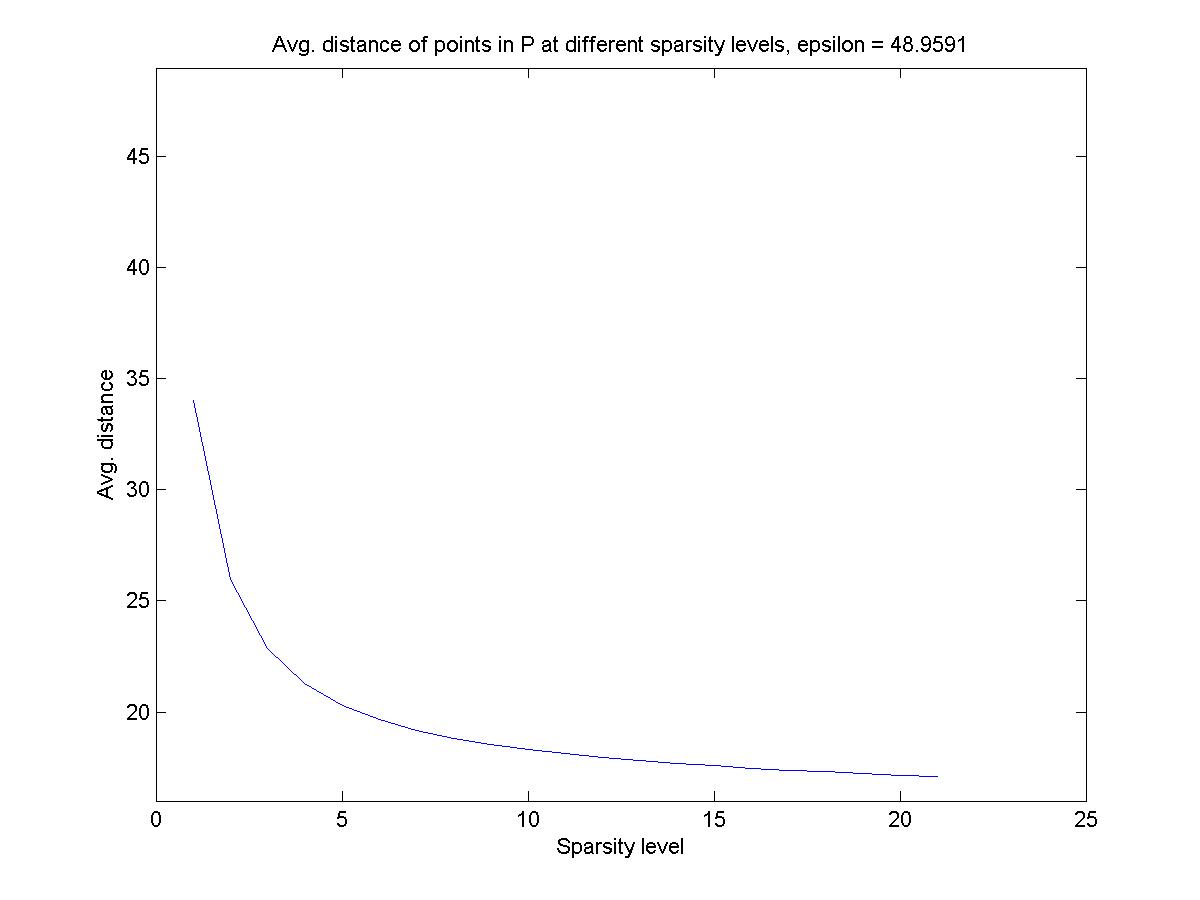 Avg. distance of points in P at different sparsity levels, epsilon = 48.9591
45
40
35
30
25
20
Avg. distance
0 5 10 15 20 25
Sparsity level